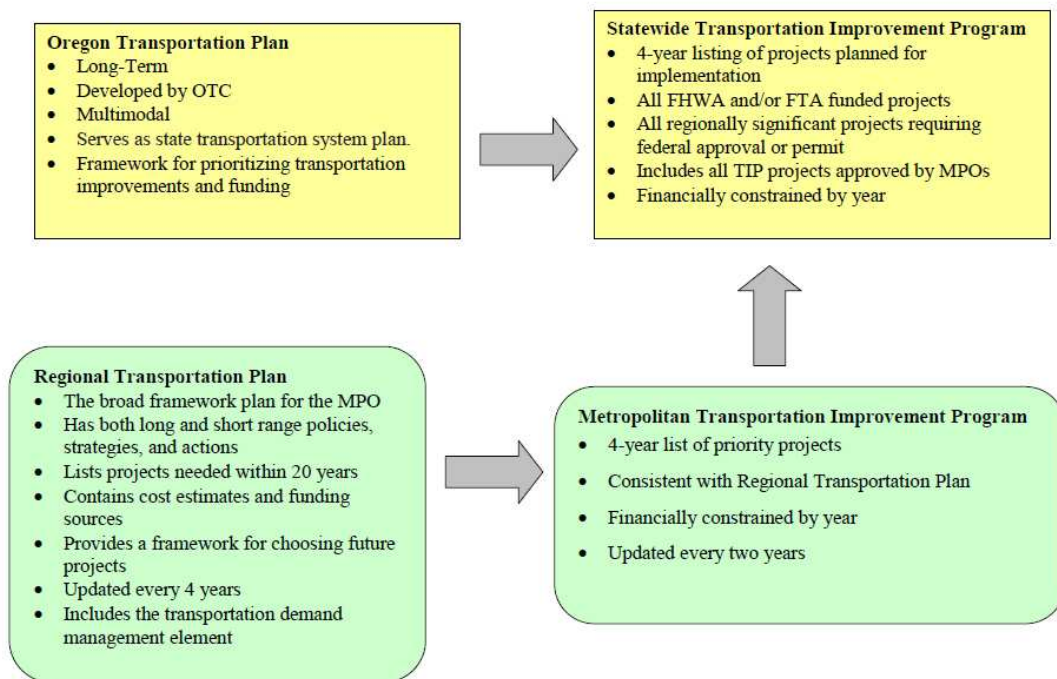 Oregon Transportation Plan
• Long-Term
• Developed by OTC
• Multimodal
• Serves as state transportation system plan.
• Framework for prioritizing transportation
improvements and funding
Statewide Transportation Improvement Program
• 4-year listing of projects planned for
implementation
• All FHWA and/or FTA funded projects
• All regionally significant projects requiring
federal approval or permit
• Includes all TIP projects approved by MPOs
• Financially constrained by year
Regional Transportation Plan
• The broad framework plan for the MPO
• Has both long and short range policies,
strategies, and actions
• Lists projects needed within 20 years
• Contains cost estimates and funding
sources
• Provides a framework for choosing future
projects
• Updated every 4 years
• Includes the transportation demand
management element
Metropolitan Transportation Improvement Program
• 4-year list of priority projects
• Consistent with Regional Transportation Plan
• Financially constrained by year
• Updated every two years